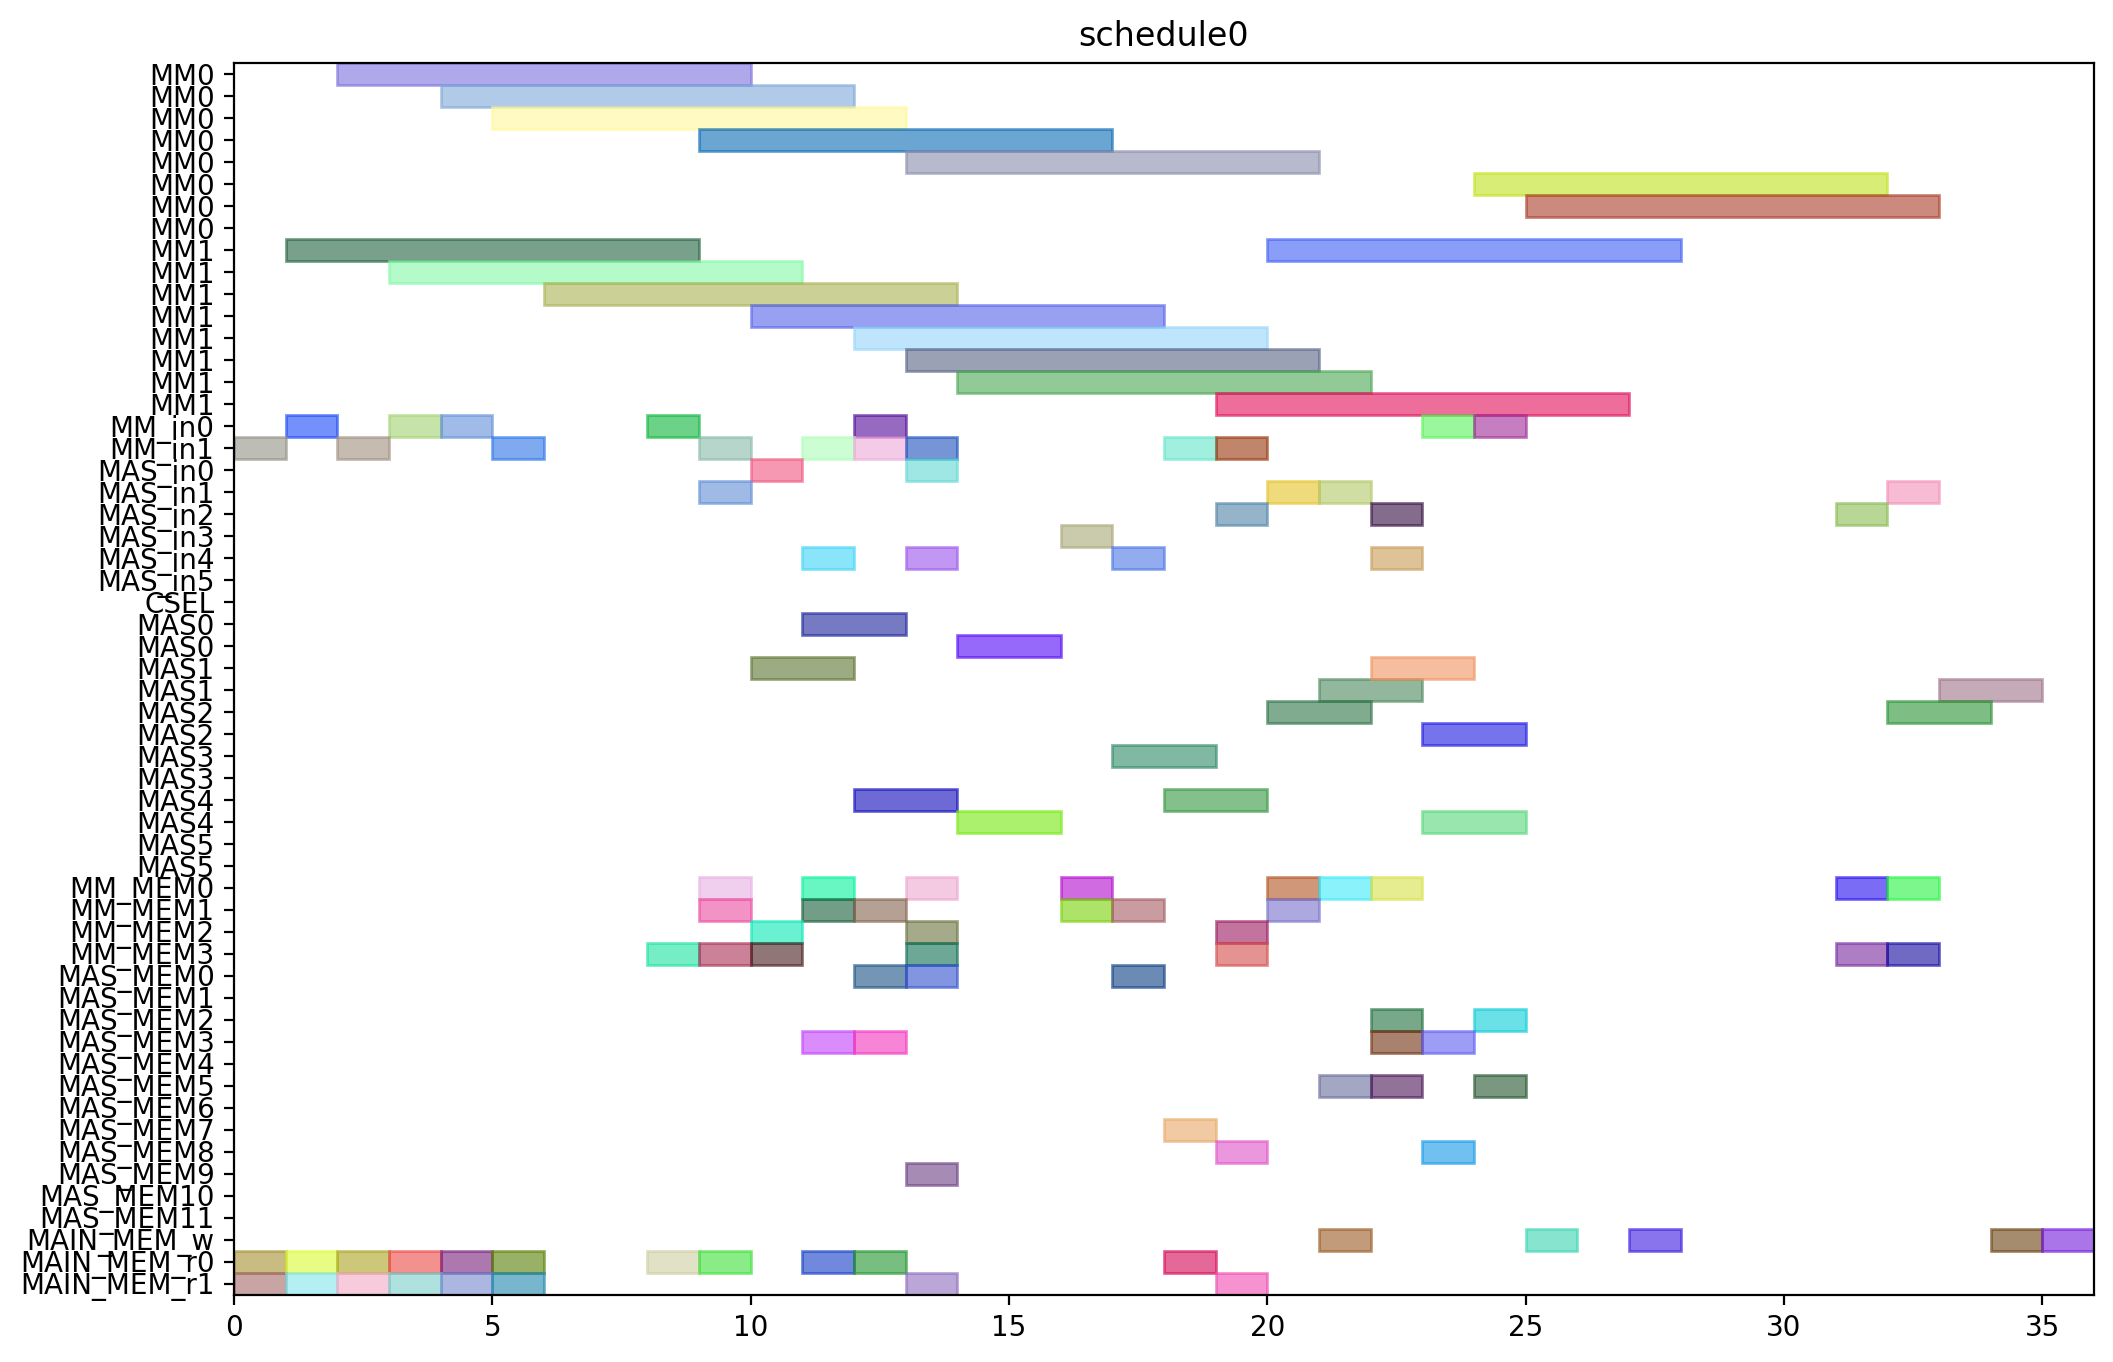 schedule0
MM0
MM0
MM0
MM0
MM0
MM0
MM0
MM0
MM1
MM1
MM1
MM1
MM1
MM1
MM1
MM1
MM_in0
MM_in1
MAS_in0
MAS_in1
MAS_in2
MAS_in3
MAS_in4
MAS_in5
CSEL
MAS0
MAS0
MAS1
MAS1
MAS2
MAS2
MAS3
MAS3
MAS4
MAS4
MAS5
MAS5
MM_MEM0
MM_MEM1
MM_MEM2
MM_MEM3
MAS_MEM0
MAS_MEM1
MAS_MEM2
MAS_MEM3
MAS_MEM4
MAS_MEM5
MAS_MEM6
MAS_MEM7
MAS_MEM8
MAS_MEM9
MAS_MEM10
MAS_MEM11
MAIN_MEM_w
MAIN_MEM_r0
MAIN_MEM_r1
0 5 10 15 20 25 30 35